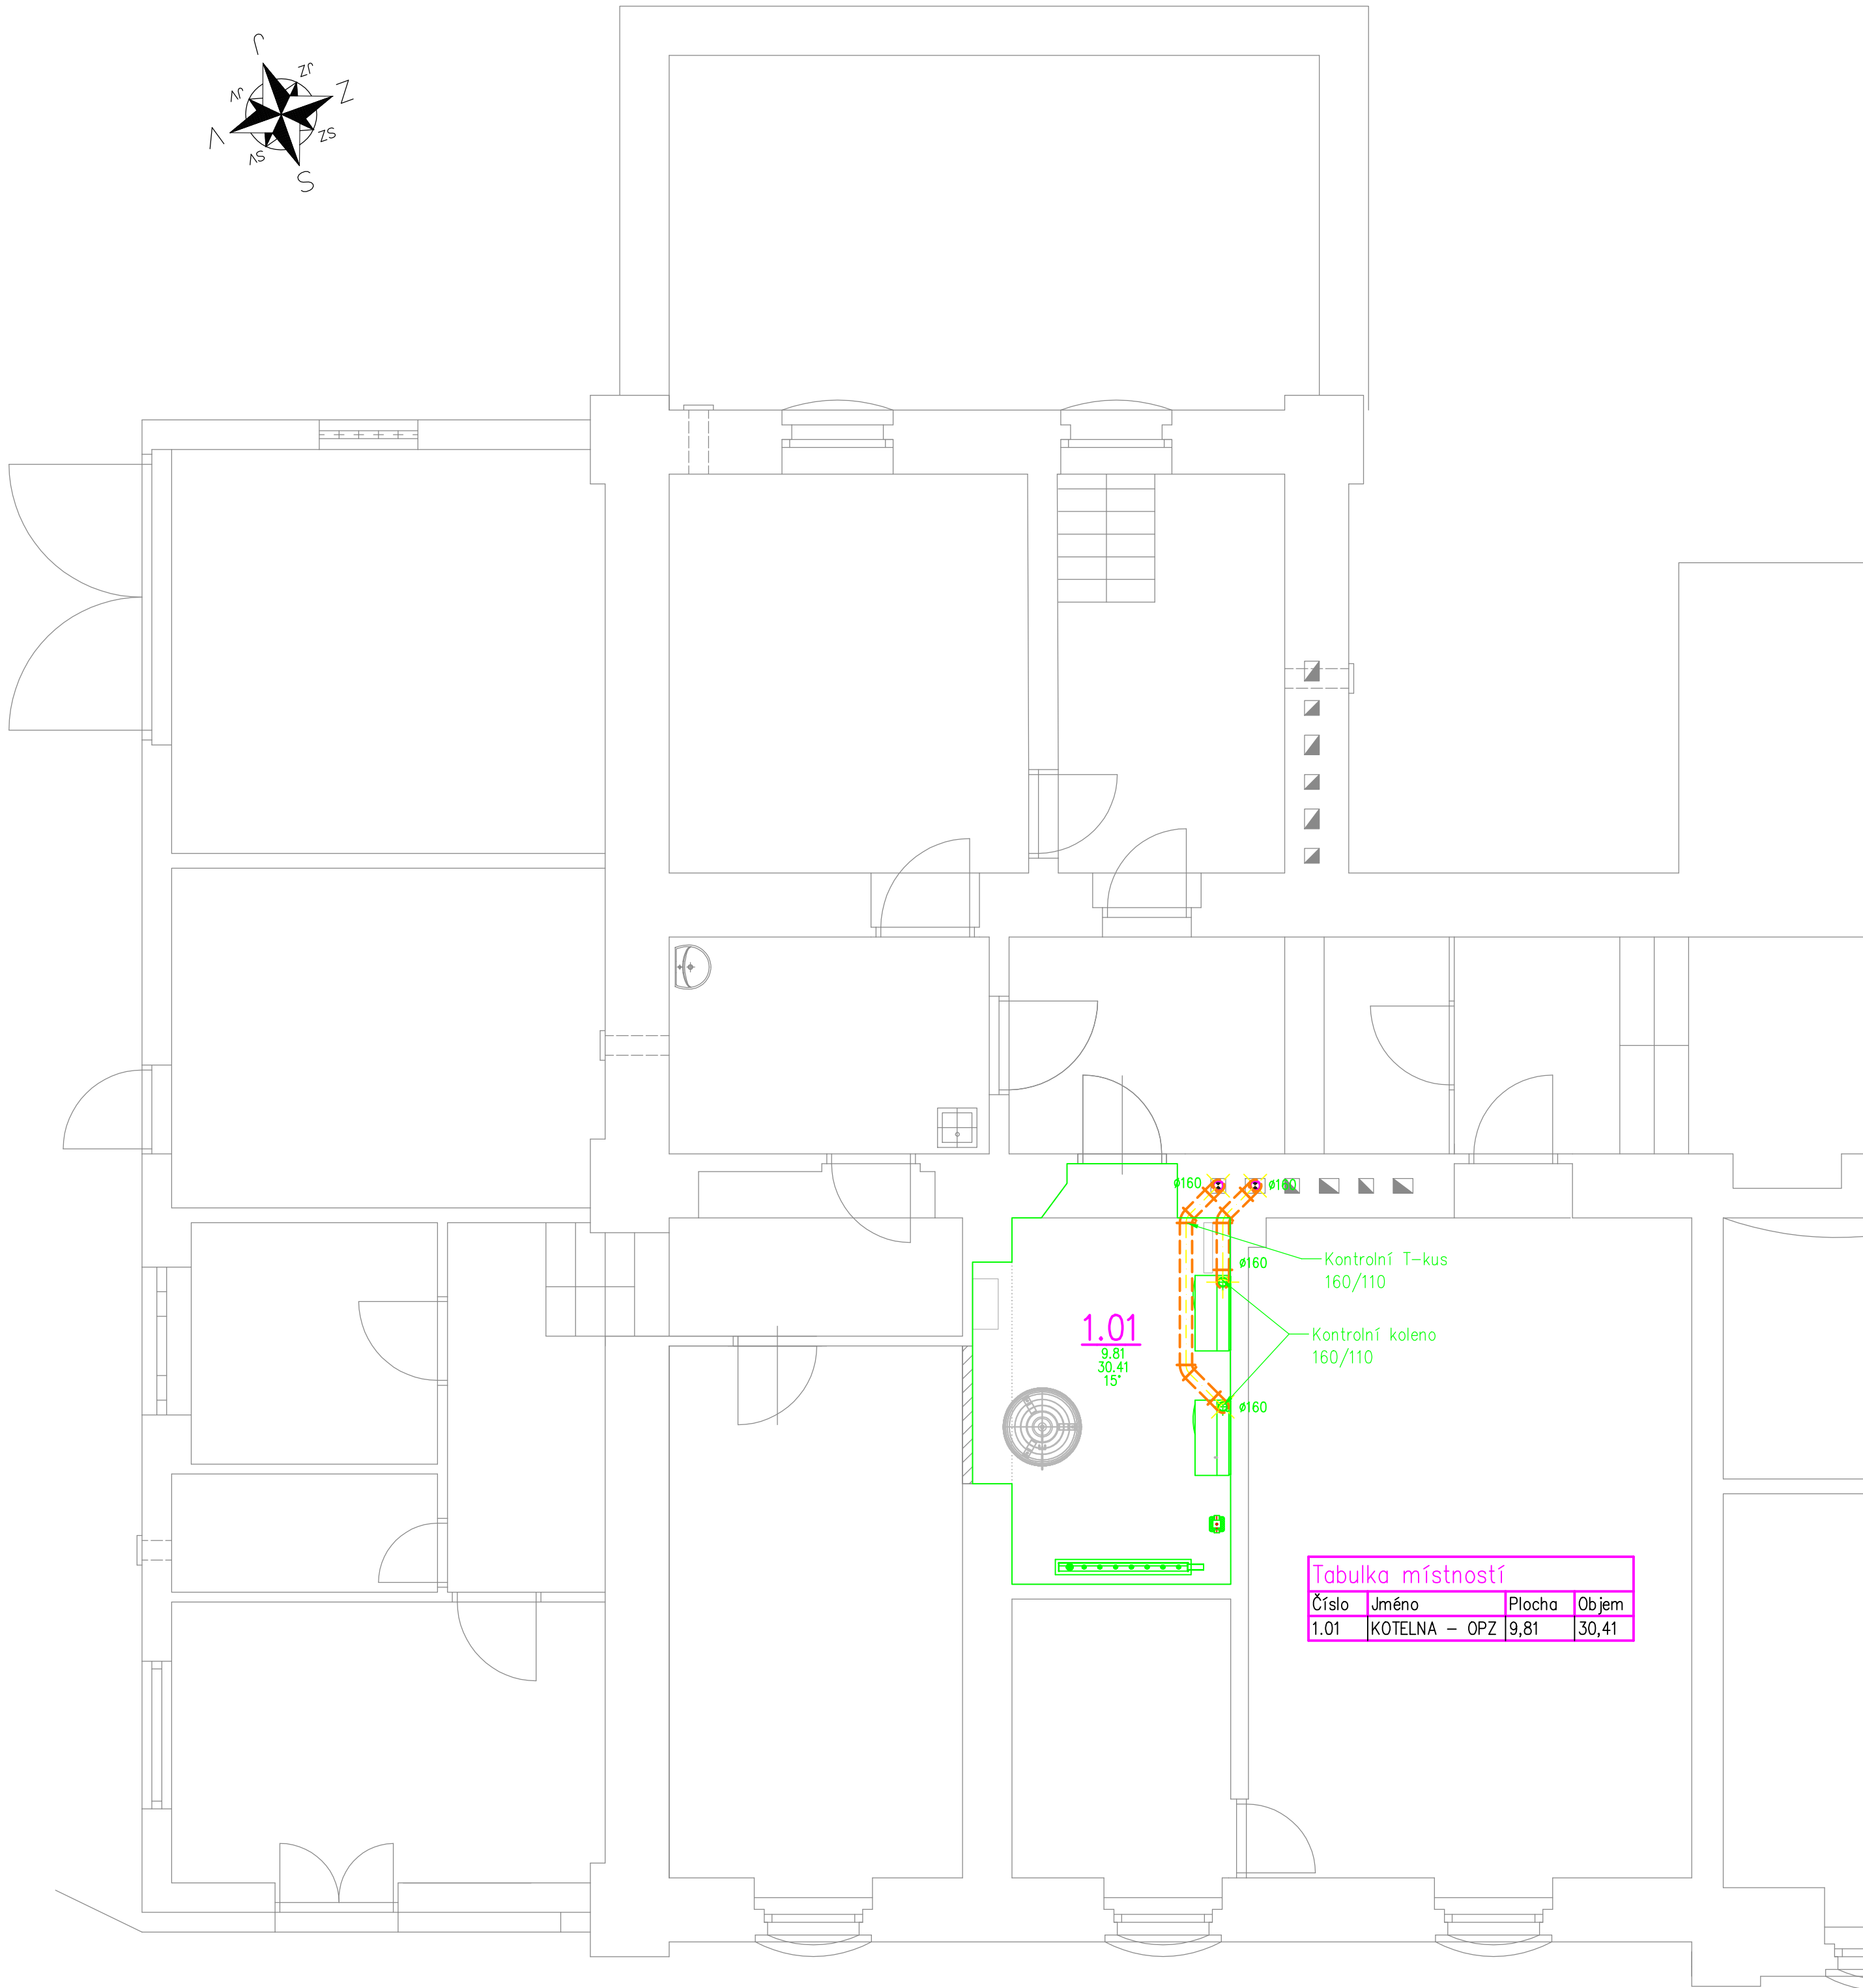 J
JZ
Z
JV
V
ZS
VS
S
ø160
ø160
ø160
Kontrolní T-kus
160/110
Kontrolní koleno
160/110
1.01
9.81
30.41
15°
ø160
Tabulka místností
Číslo Jméno Plocha Objem
1.01 KOTELNA - OPZ 9,81 30,41